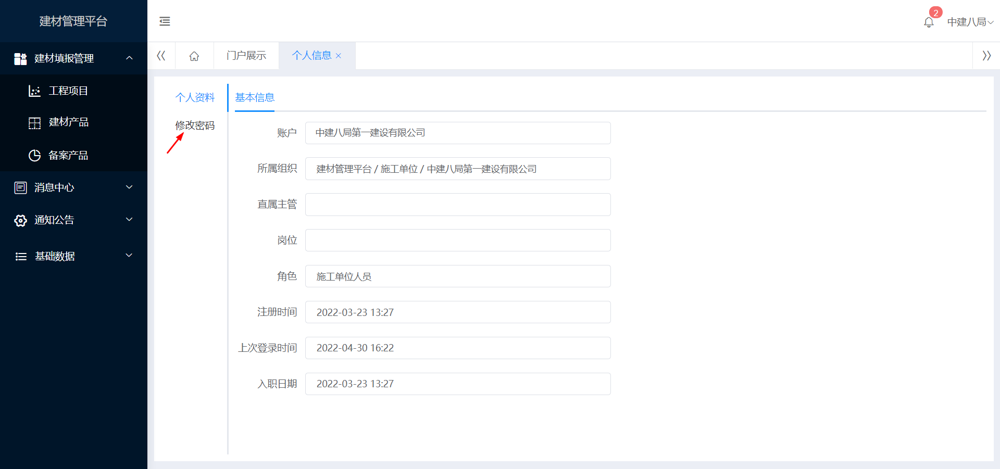 建材管理平台
2
中建八局
建材填报管理
工程项目
建材产品
备案产品
消息中心
通知公告
基础数据
门户展示
个人信息
个人资料
修改密码
基本信息
账户 中建八局第一建设有限公司
所属组织 建材管理平台 / 施工单位 / 中建八局第一建设有限公司
直属主管
岗位
角色 施工单位人员
注册时间 2022-03-23 13:27
上次登录时间 2022-04-30 16:22
入职日期 2022-03-23 13:27